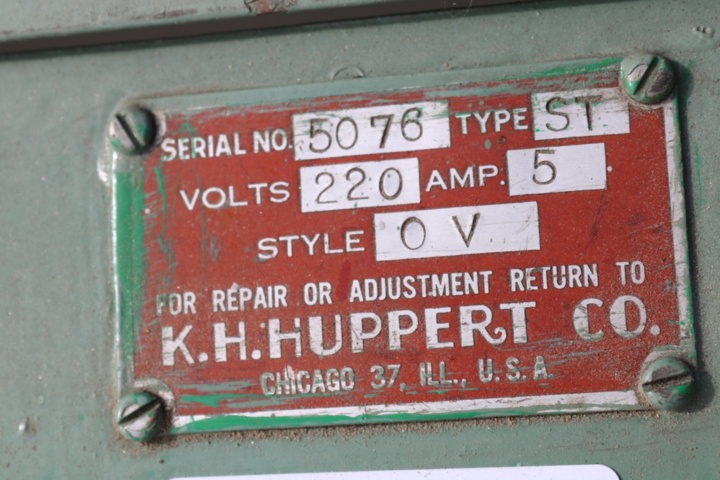 SERIAL NO. 5076 TYPE ST
VOLTS 220 AMP. 5
STYLE OV
FOR REPAIR OR ADJUSTMENT RETURN TO
K.H.HUPPERT CO.
CHICAGO 37, ILL., U.S.A.